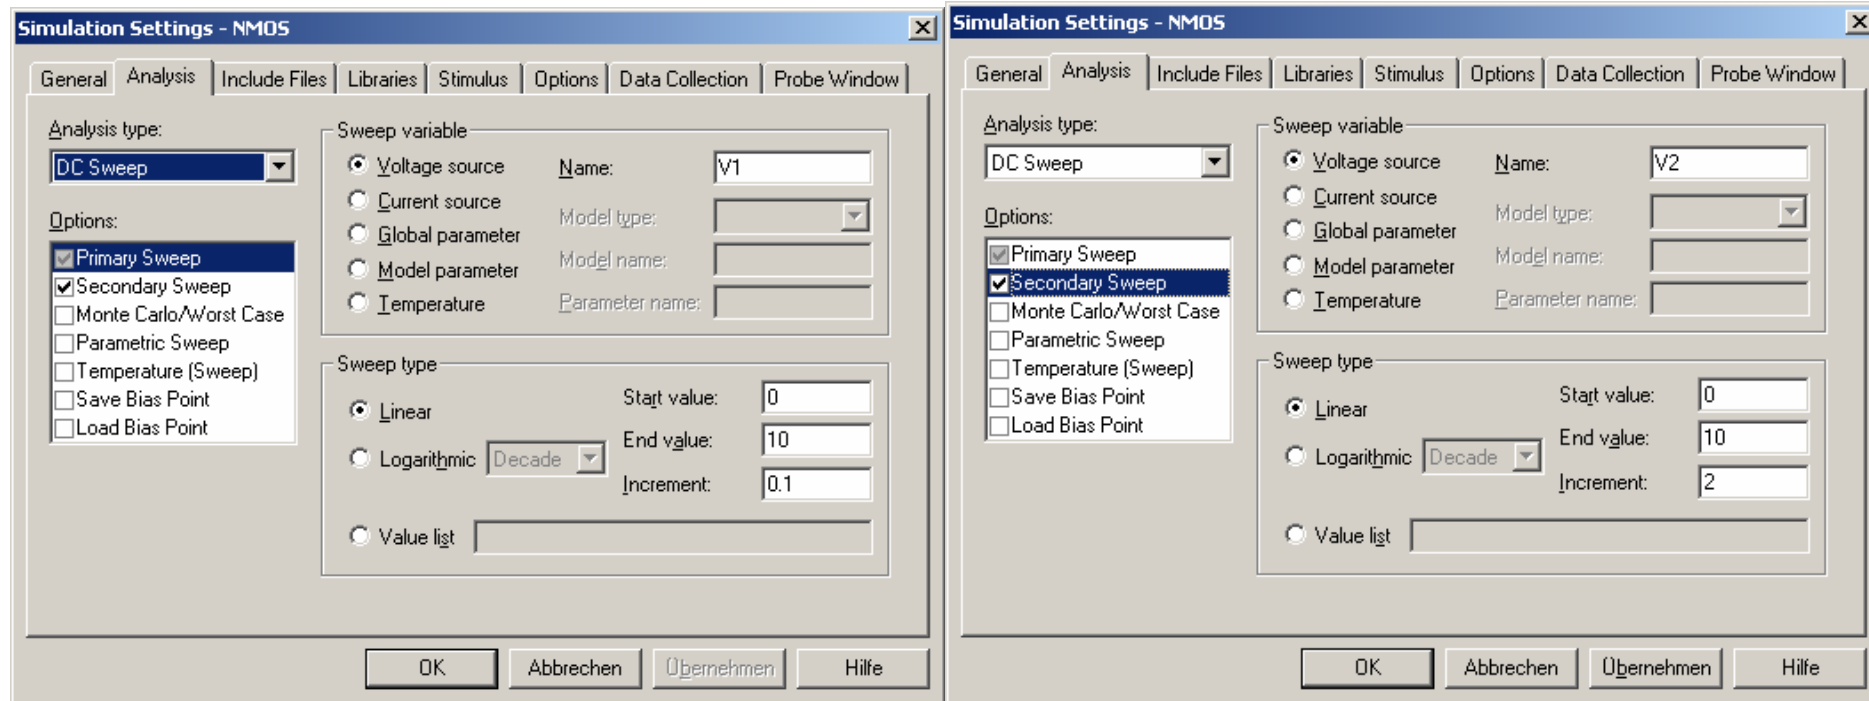 Simulation Settings - NMOS
General Analysis Include Files Libraries Stimulus Options Data Collection Probe Window
Analysis type:
DC Sweep
Options:
Primary Sweep
Secondary Sweep
Monte Carlo/Worst Case
Parametric Sweep
Temperature (Sweep)
Save Bias Point
Load Bias Point
Sweep variable
Voltage source
Current source
Global parameter
Model parameter
Temperature
Name: V1
Model type:
Model name:
Parameter name:
Sweep type
Linear
Logarithmic Decade
Value list
Start value: 0
End value: 10
Increment: 0.1
OK Abbrechen Übernehmen Hilfe
Simulation Settings - NMOS
General Analysis Include Files Libraries Stimulus Options Data Collection Probe Window
Analysis type:
DC Sweep
Options:
Primary Sweep
Secondary Sweep
Monte Carlo/Worst Case
Parametric Sweep
Temperature (Sweep)
Save Bias Point
Load Bias Point
Sweep variable
Voltage source
Current source
Global parameter
Model parameter
Temperature
Name: V2
Model type:
Model name:
Parameter name:
Sweep type
Linear
Logarithmic Decade
Value list
Start value: 0
End value: 10
Increment: 2
OK Abbrechen Übernehmen Hilfe